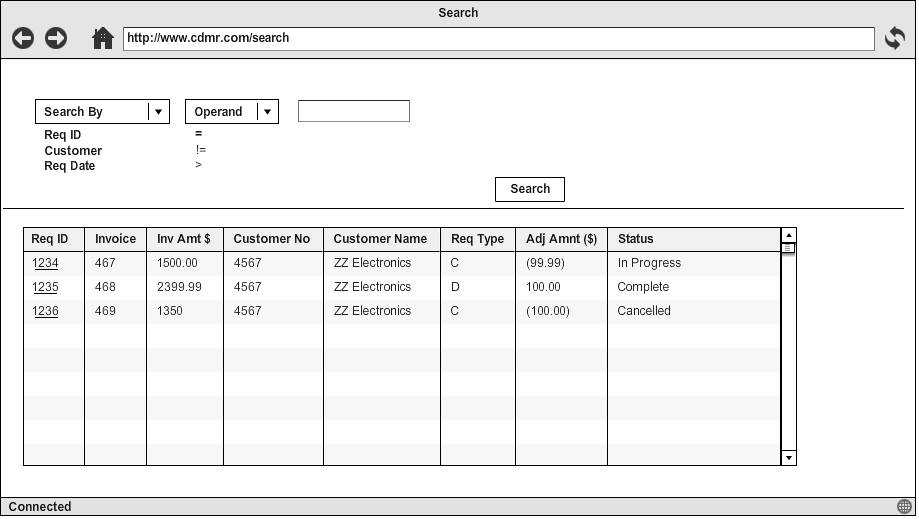 Search
http://www.cdmr.com/search
Search By Operand
Req ID =
Customer !=
Req Date >
Search
Req ID Invoice Inv Amt $ Customer No Customer Name Req Type Adj Amnt ($) Status
1234 467 1500.00 4567 ZZ Electronics C (99.99) In Progress
1235 468 2399.99 4567 ZZ Electronics D 100.00 Complete
1236 469 1350 4567 ZZ Electronics C (100.00) Cancelled
Connected